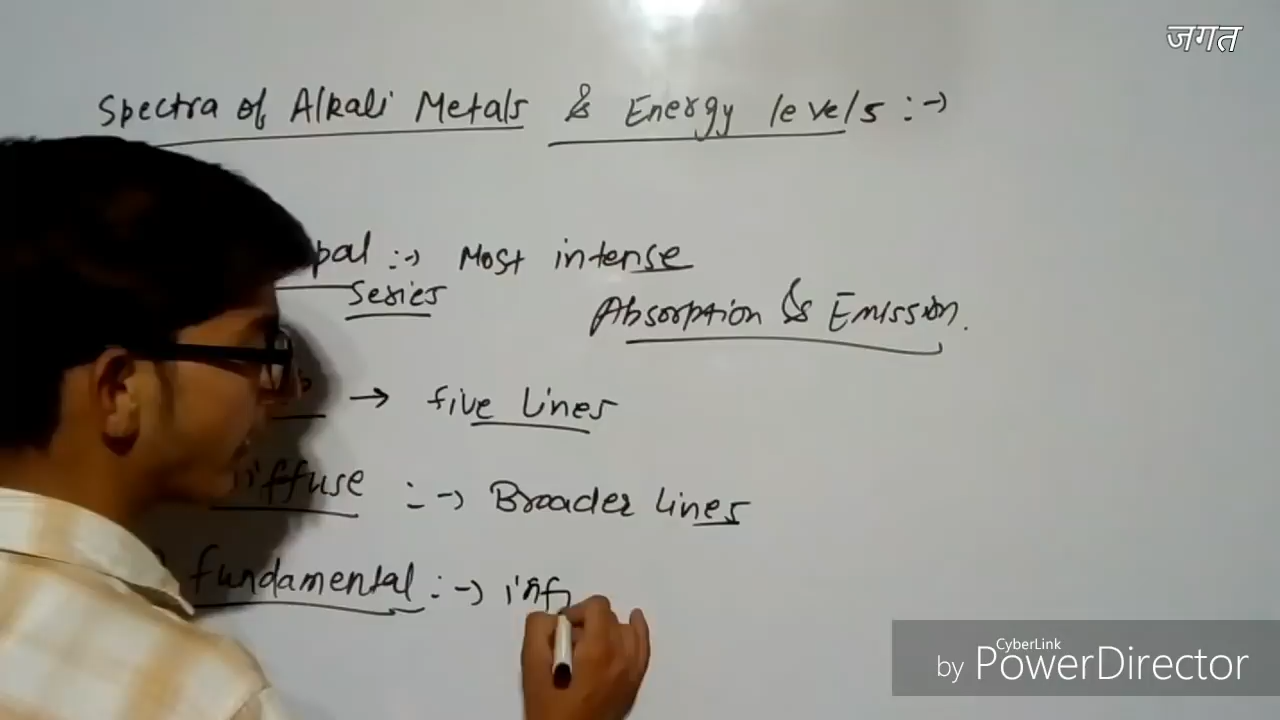 जगत
Spectra of Alkali Metals & Energy levels :→
pal :→ Most intense
Series
Absorption & Emission.
→ five lines
iffuse :→ Broader lines
fundamental :→ inf
CyberLink
by PowerDirector